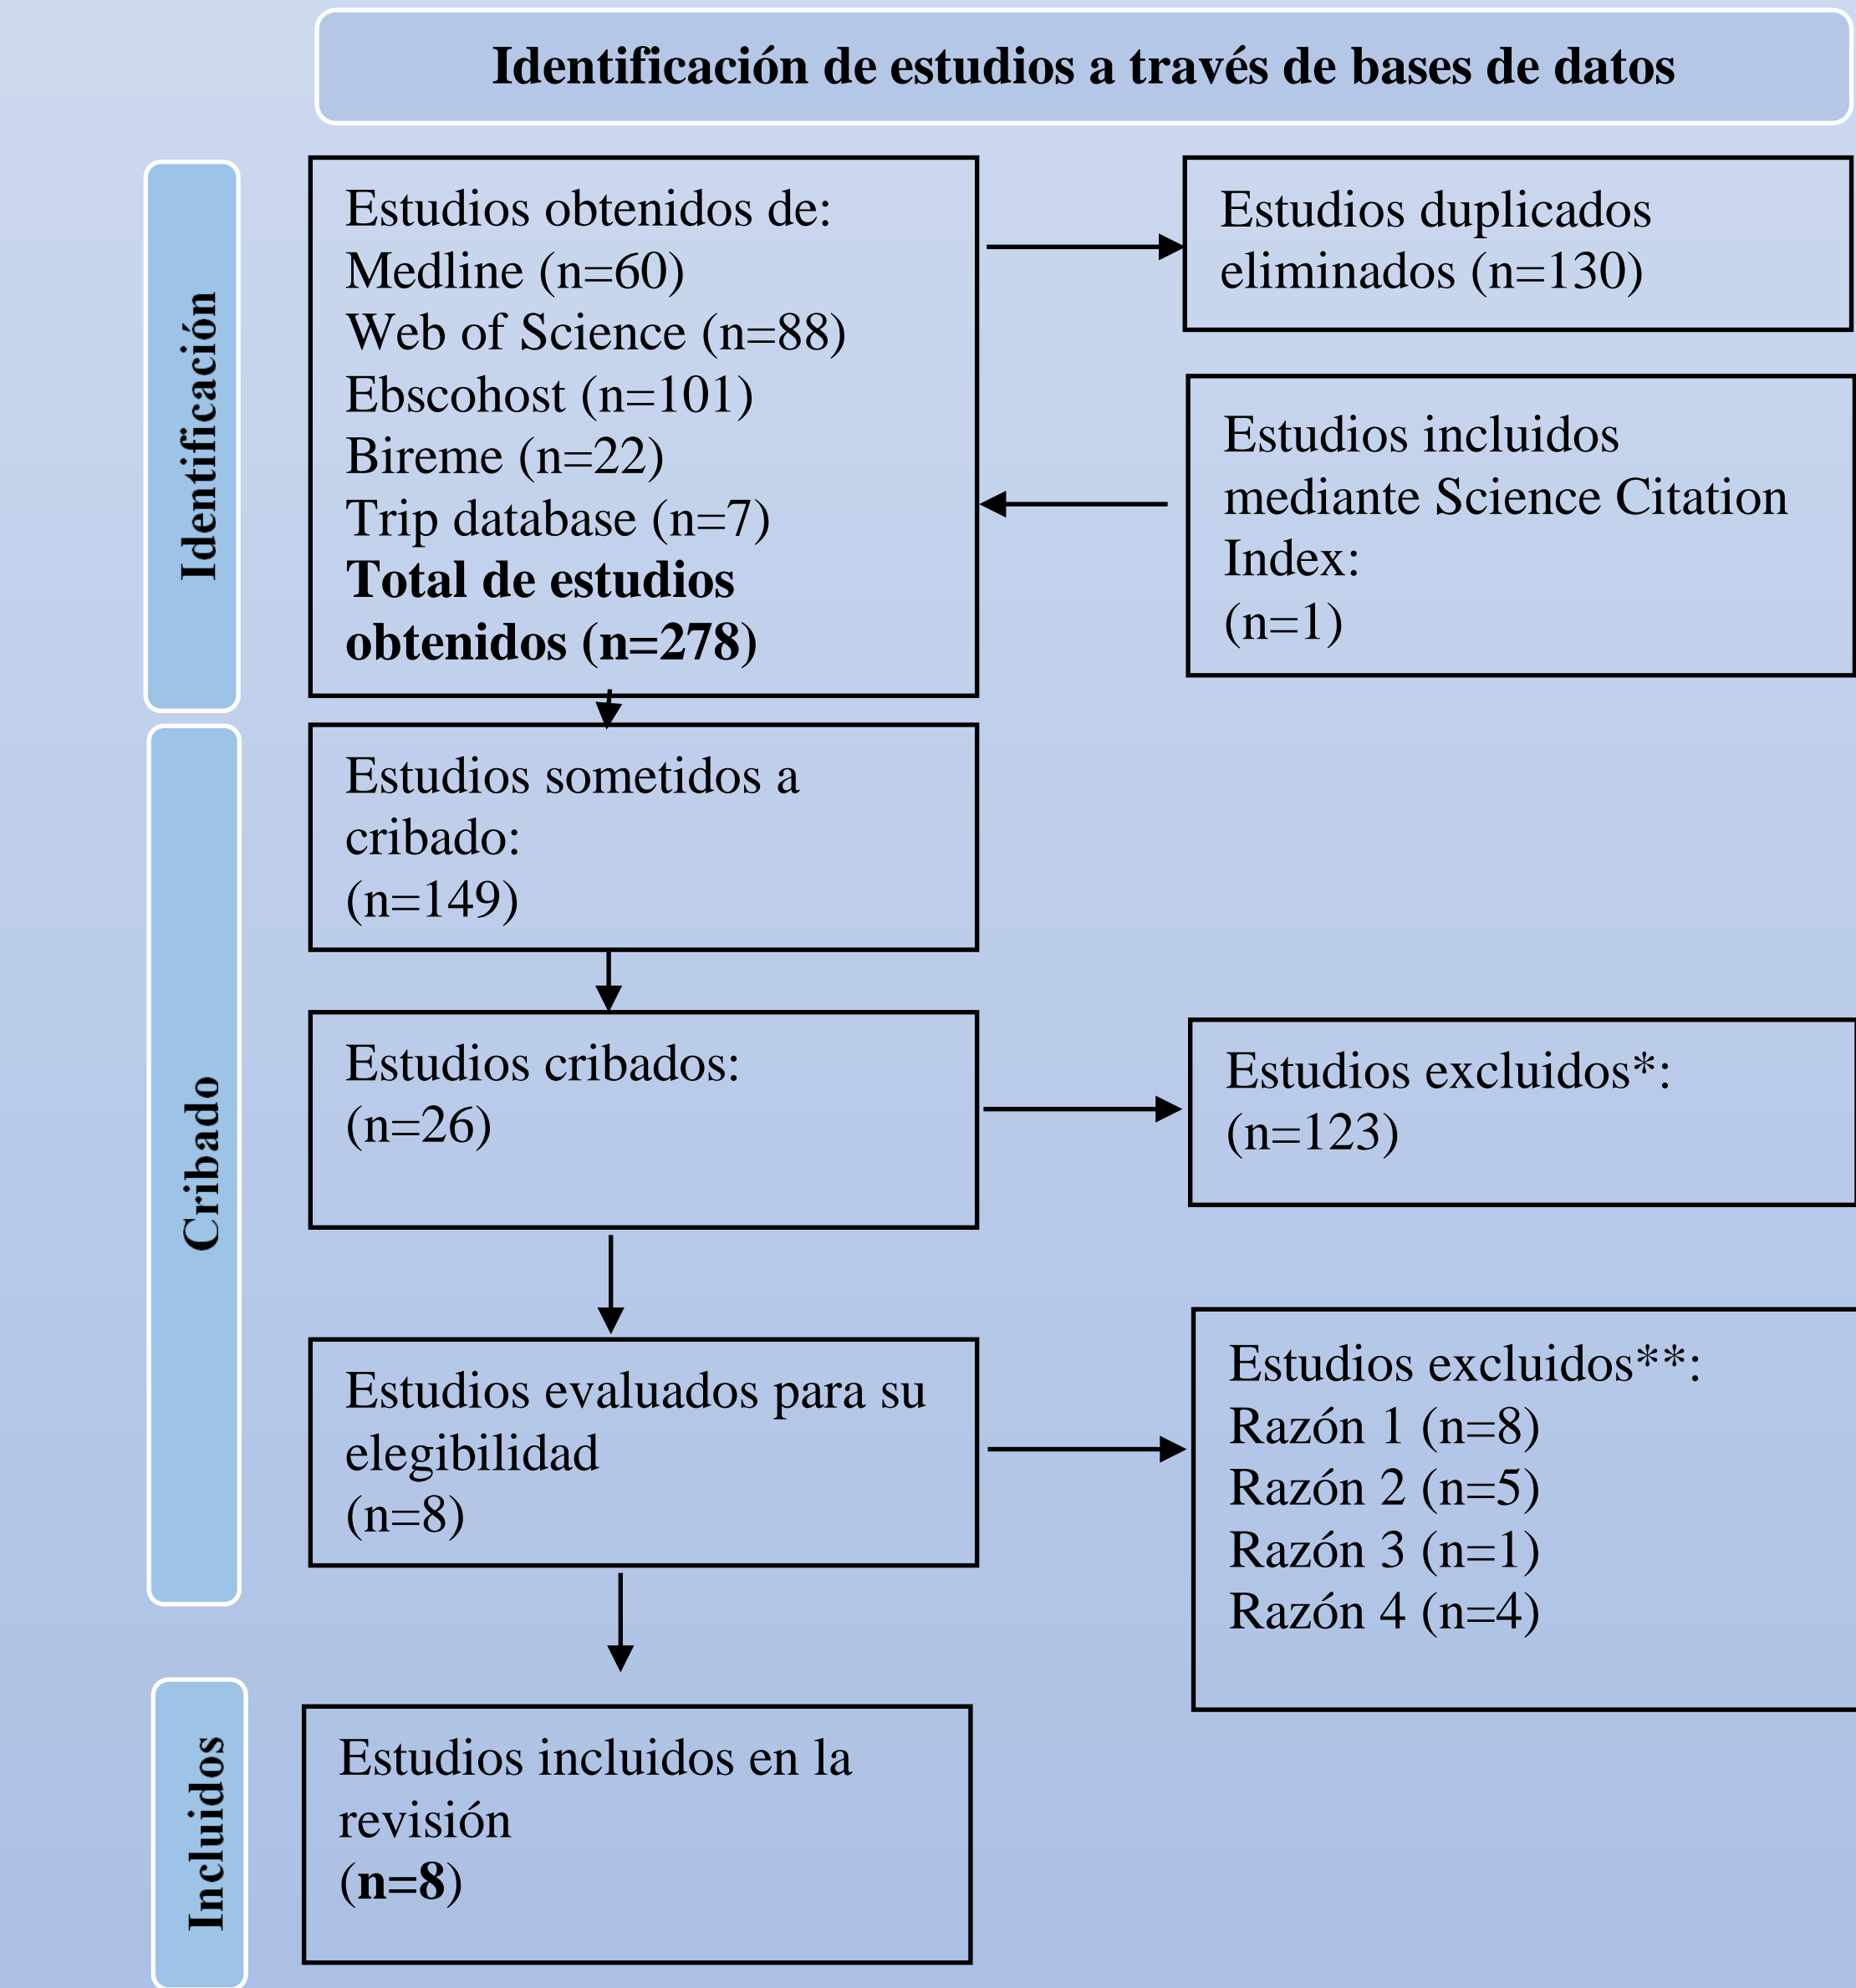 Identificación de estudios a través de bases de datos
Identificación
Estudios obtenidos de:
Medline (n=60)
Web of Science (n=88)
Ebscohost (n=101)
Bireme (n=22)
Trip database (n=7)
Total de estudios
obtenidos (n=278)
Estudios duplicados
eliminados (n=130)
Estudios incluidos
mediante Science Citation
Index:
(n=1)
Cribado
Estudios sometidos a
cribado:
(n=149)
Estudios cribados:
(n=26)
Estudios excluidos*:
(n=123)
Estudios evaluados para su
elegibilidad
(n=8)
Estudios excluidos**:
Razón 1 (n=8)
Razón 2 (n=5)
Razón 3 (n=1)
Razón 4 (n=4)
Incluidos
Estudios incluidos en la
revisión
(n=8)